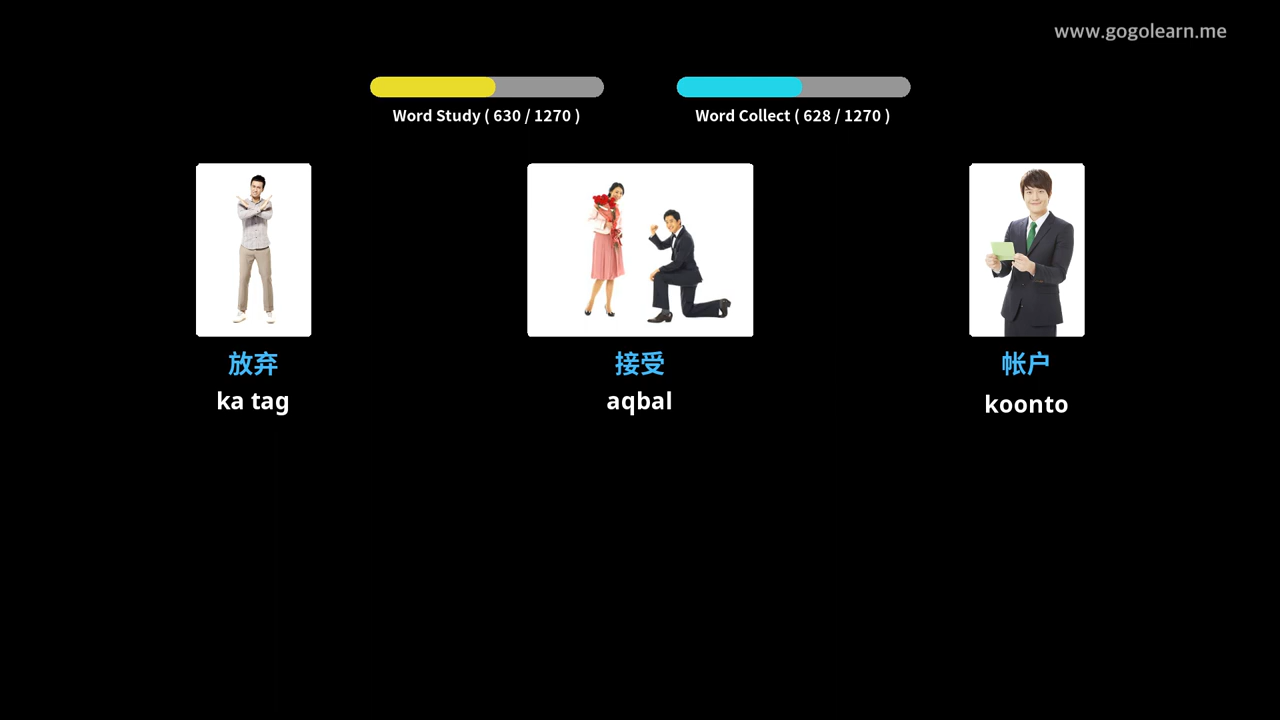 www.gogolearn.me
Word Study ( 630 / 1270 )
Word Collect ( 628 / 1270 )
放弃
接受
帐户
ka tag
aqbal
koonto